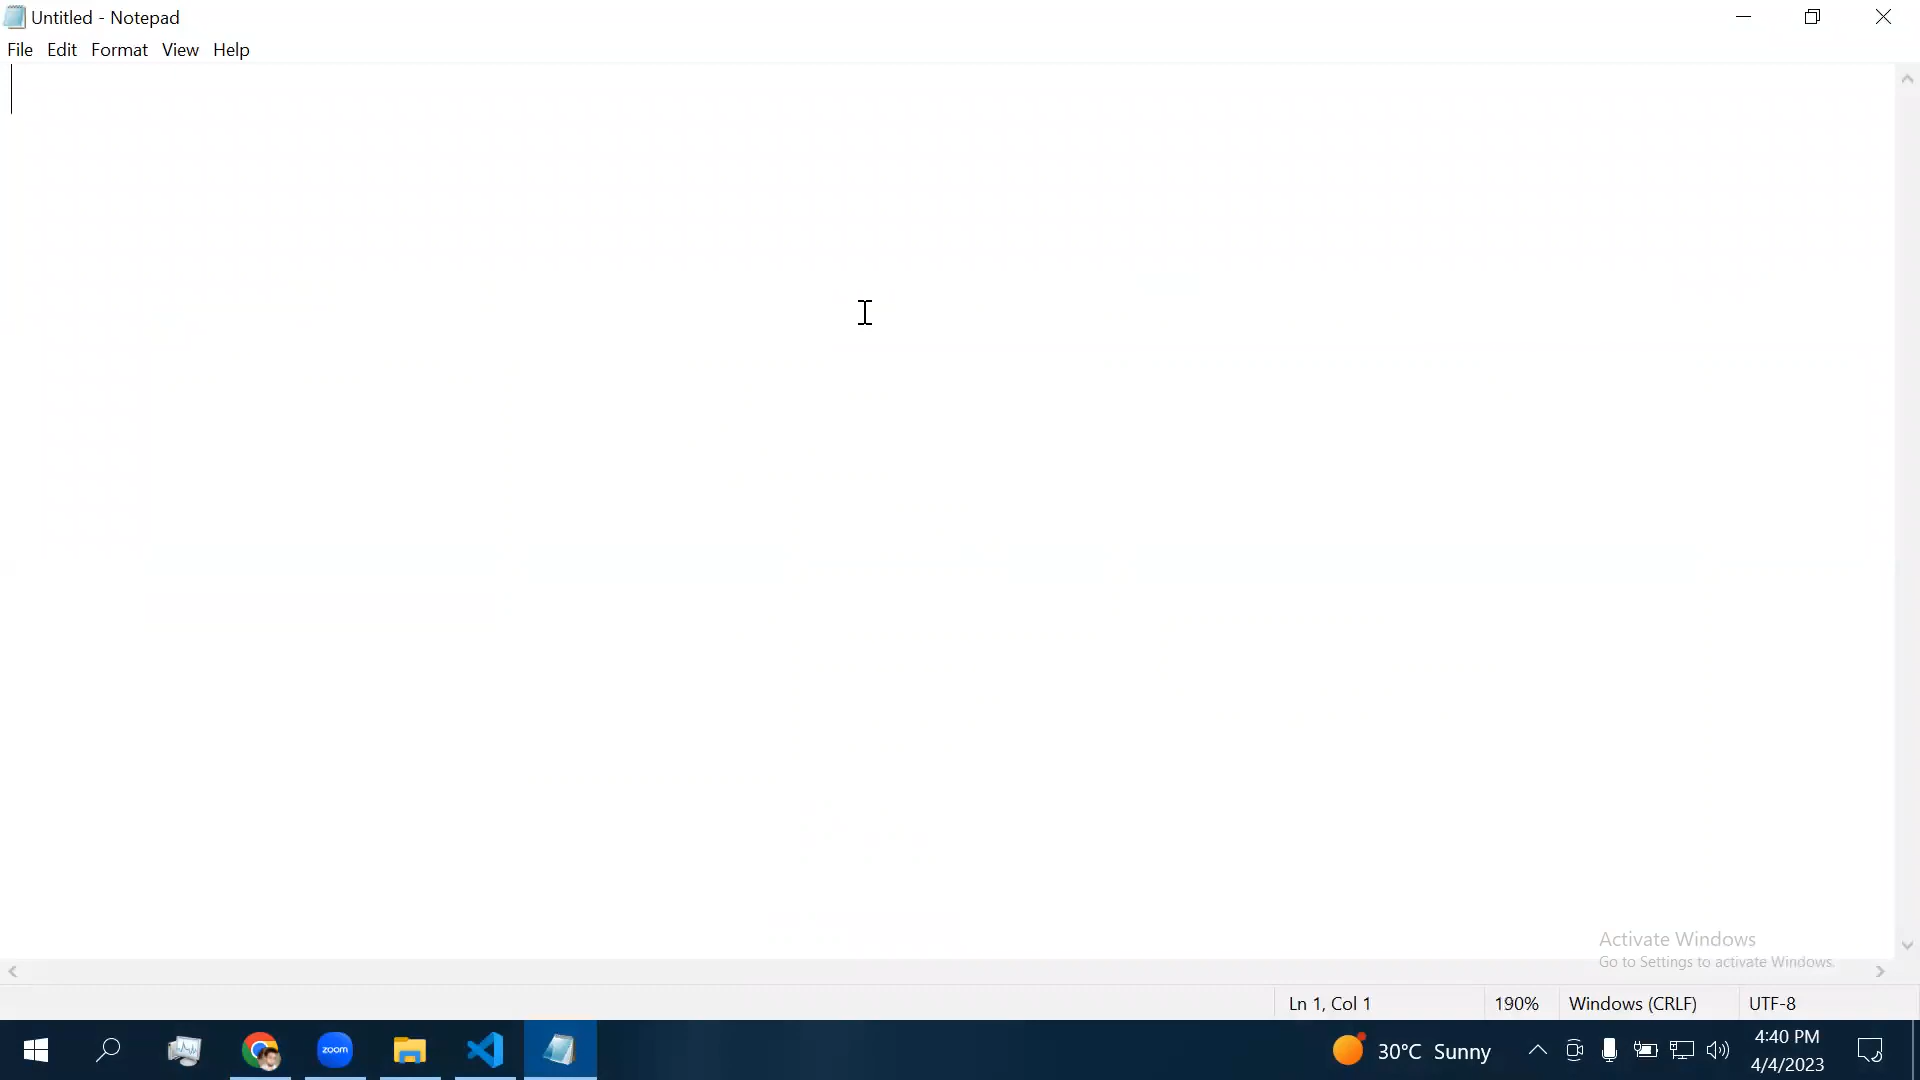 Untitled - Notepad
File Edit Format View Help
Activate Windows
Go to Settings to activate Windows.
Ln 1, Col 1 190% Windows (CRLF) UTF-8
zoom 30°C Sunny 4:40 PM
4/4/2023